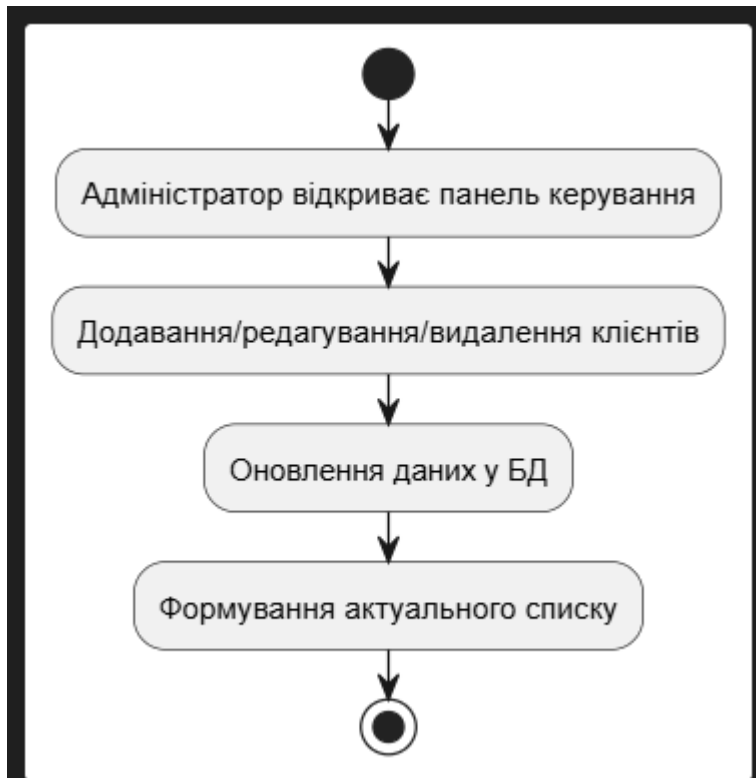 Адміністратор відкриває панель керування
Додавання/редагування/видалення клієнтів
Оновлення даних у БД
Формування актуального списку